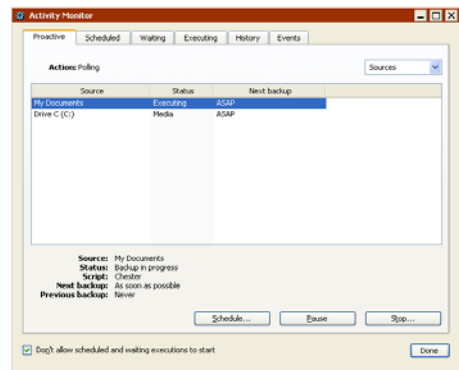 Activity Monitor
Proactive Scheduled Waiting Executing History Events
Action: Polling Sources
Source Status Next backup
My Documents Executing ASAP
Drive C (C:) Media ASAP
Source: My Documents
Status: Backup in progress
Script: Chester
Next backup: As soon as possible
Previous backup: Never
Schedule... Pause Stop...
Don't allow scheduled and waiting executions to start Done